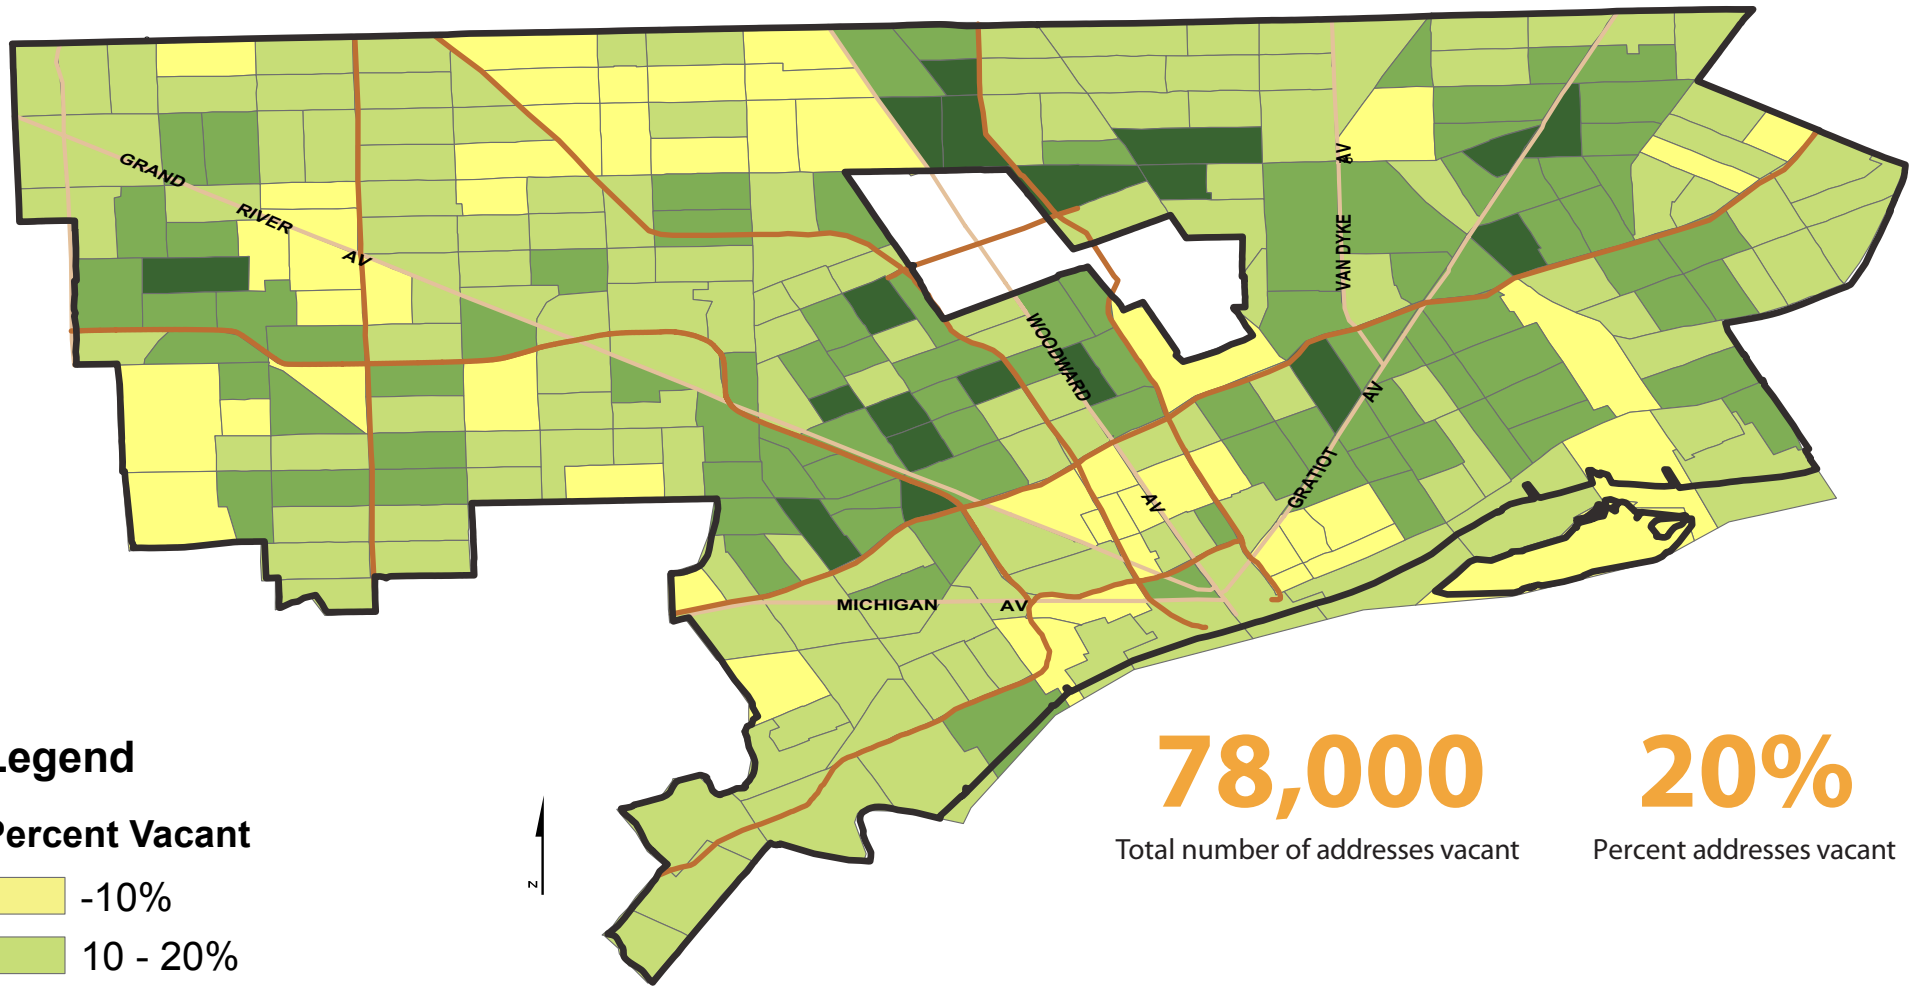 GRAND
RIVER
AV
AV
VAN DYKE
WOODWARD
AV
AV
GRATIOT
MICHIGAN AV
78,000
Total number of addresses vacant
20%
Percent addresses vacant
Legend
Percent Vacant
-10%
10 - 20%
z